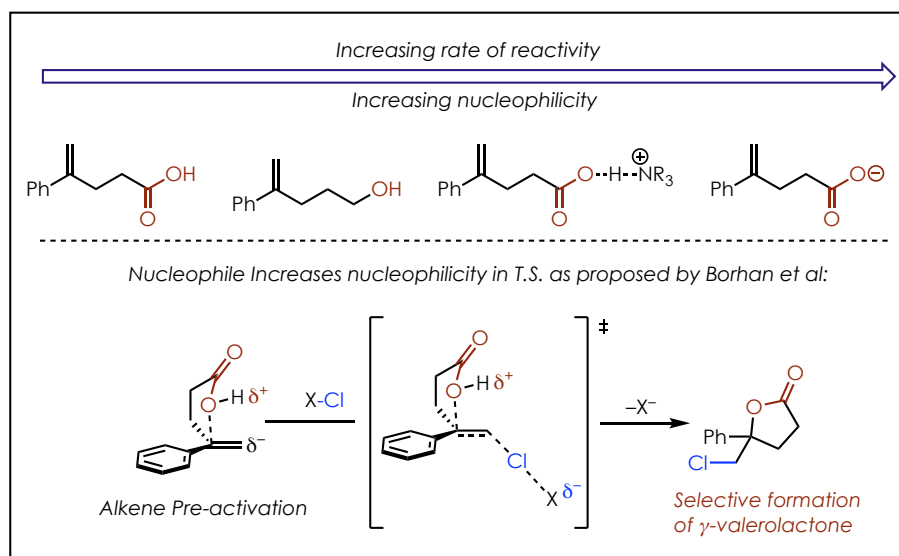 Increasing rate of reactivity
Increasing nucleophilicity
Ph OH O
Ph OH
Ph O H ⊕ NR3 O
Ph O⊖ O
Nucleophile Increases nucleophilicity in T.S. as proposed by Borhan et al:
O O H δ+ δ−
X-Cl
O O H δ+ Cl X δ− ‡
–X−
O O Ph Cl
Alkene Pre-activation
Selective formation
of γ-valerolactone